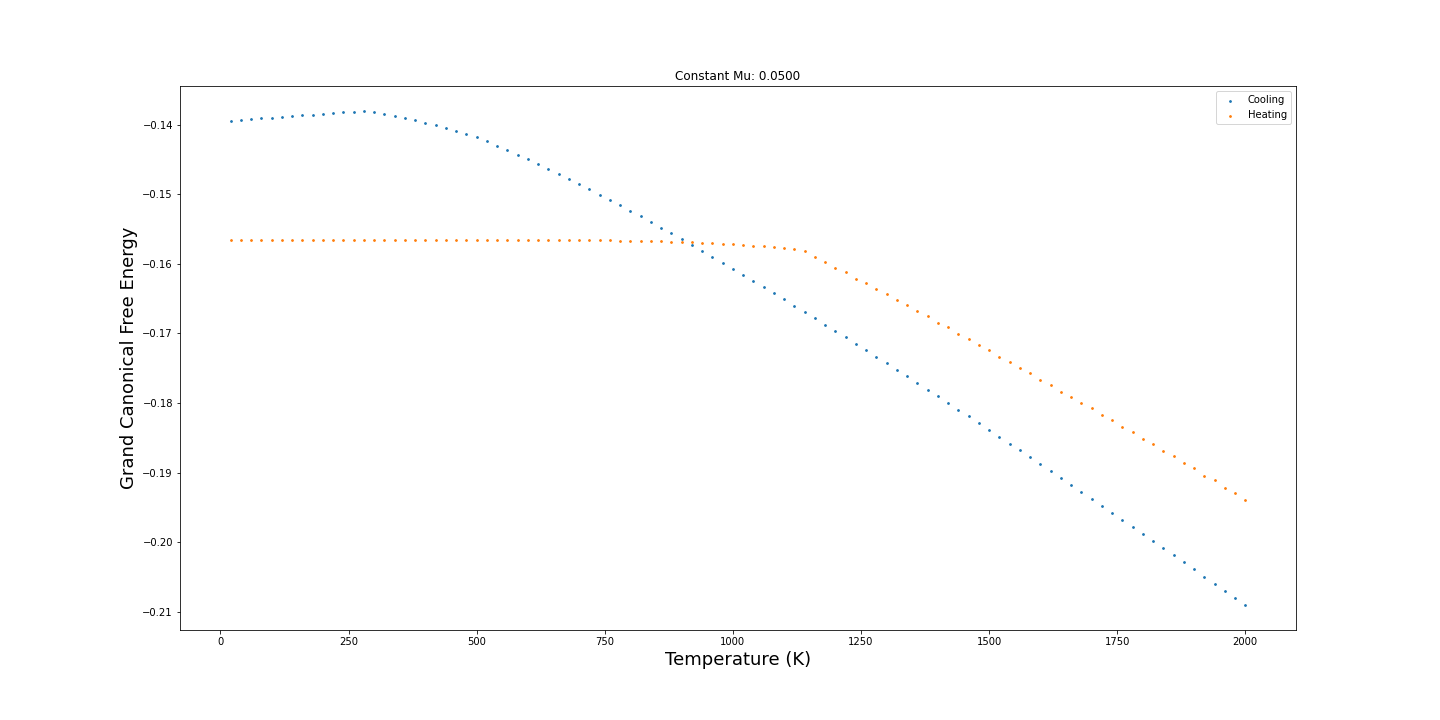 Constant Mu: 0.0500
Cooling
Heating
−0.14
−0.15
−0.16
−0.17
−0.18
−0.19
−0.20
−0.21
Grand Canonical Free Energy
0 250 500 750 1000 1250 1500 1750 2000
Temperature (K)